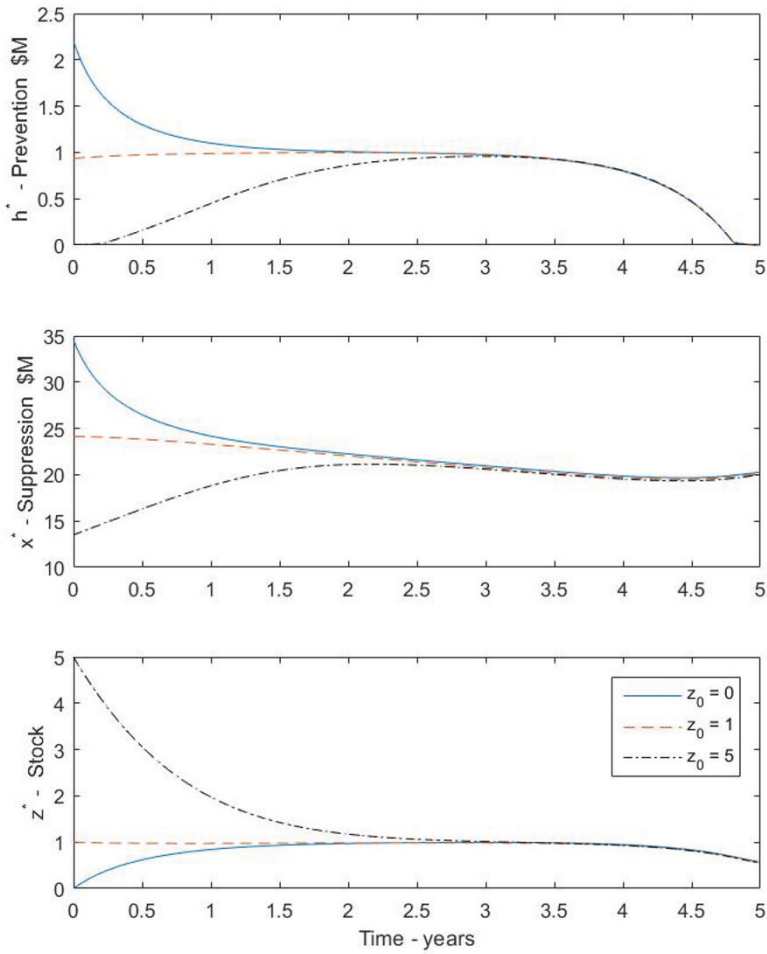 2.5
2
1.5
1
0.5
0
h* - Prevention $M
0 0.5 1 1.5 2 2.5 3 3.5 4 4.5 5
35
30
25
20
15
10
x* - Suppression $M
0 0.5 1 1.5 2 2.5 3 3.5 4 4.5 5
5
4
3
2
1
0
z* - Stock
z0 = 0
z0 = 1
z0 = 5
0 0.5 1 1.5 2 2.5 3 3.5 4 4.5 5
Time - years